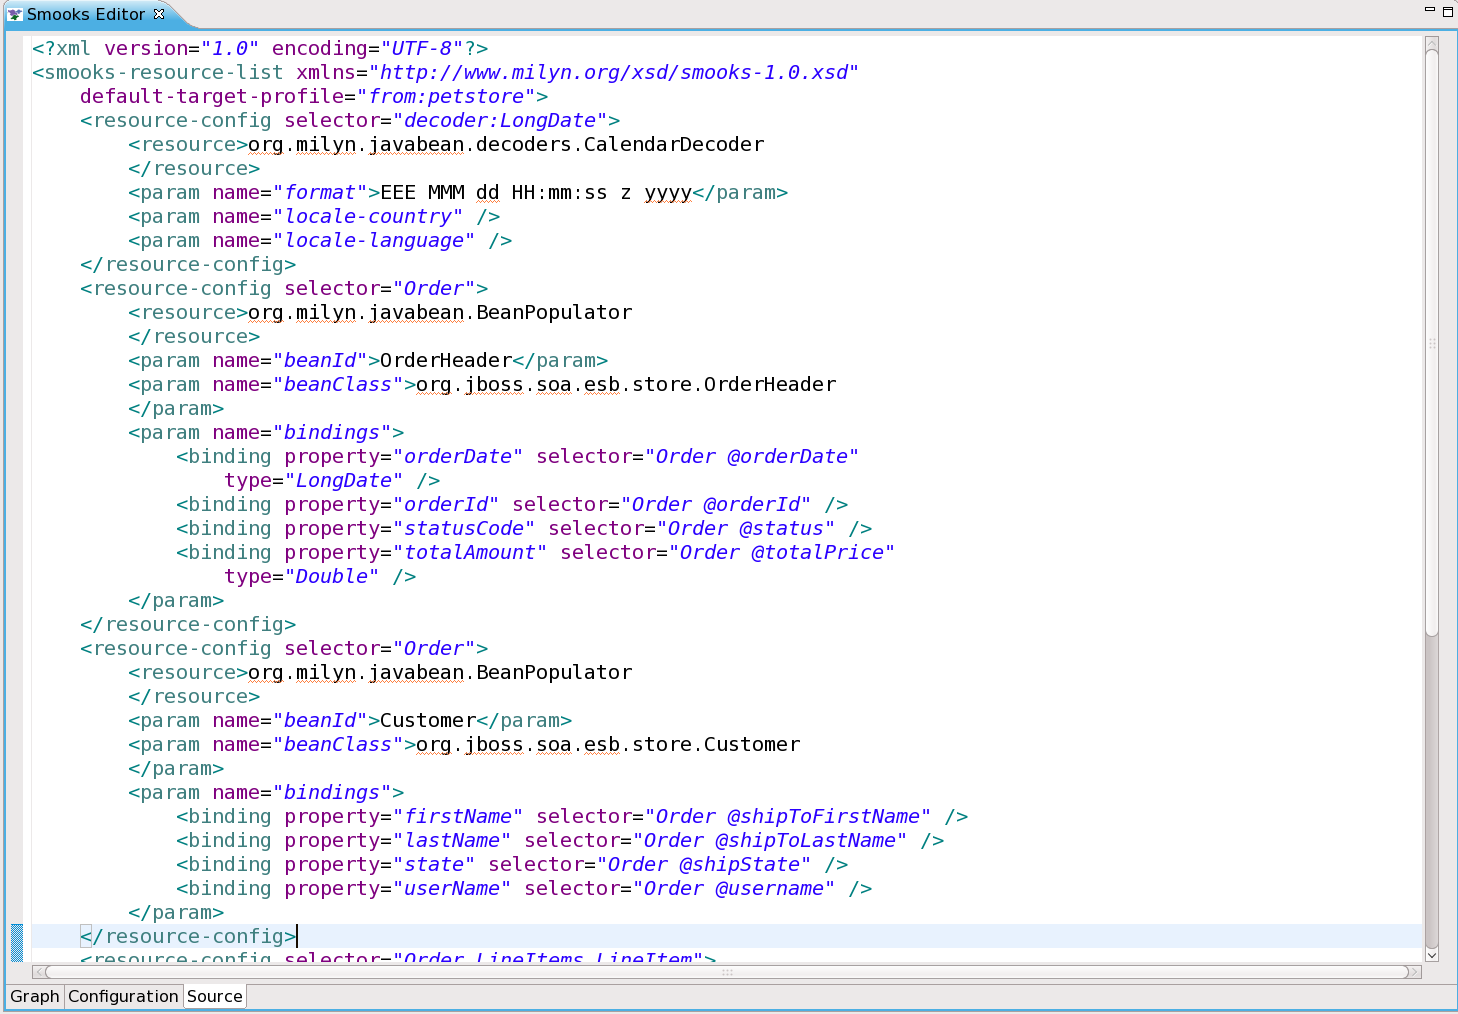 Smooks Editor
<?xml version="1.0" encoding="UTF-8"?>
<smooks-resource-list xmlns="http://www.milyn.org/xsd/smooks-1.0.xsd"
    default-target-profile="from:petstore">
    <resource-config selector="decoder:LongDate">
        <resource>org.milyn.javabean.decoders.CalendarDecoder
        </resource>
        <param name="format">EEE MMM dd HH:mm:ss z yyyy</param>
        <param name="locale-country" />
        <param name="locale-language" />
    </resource-config>
    <resource-config selector="Order">
        <resource>org.milyn.javabean.BeanPopulator
        </resource>
        <param name="beanId">OrderHeader</param>
        <param name="beanClass">org.jboss.soa.esb.store.OrderHeader
        </param>
        <param name="bindings">
            <binding property="orderDate" selector="Order @orderDate"
                type="LongDate" />
            <binding property="orderId" selector="Order @orderId" />
            <binding property="statusCode" selector="Order @status" />
            <binding property="totalAmount" selector="Order @totalPrice"
                type="Double" />
        </param>
    </resource-config>
    <resource-config selector="Order">
        <resource>org.milyn.javabean.BeanPopulator
        </resource>
        <param name="beanId">Customer</param>
        <param name="beanClass">org.jboss.soa.esb.store.Customer
        </param>
        <param name="bindings">
            <binding property="firstName" selector="Order @shipToFirstName" />
            <binding property="lastName" selector="Order @shipToLastName" />
            <binding property="state" selector="Order @shipState" />
            <binding property="userName" selector="Order @username" />
        </param>
    </resource-config>
    <resource-config selector="Order LineItems LineItem">
Graph Configuration Source